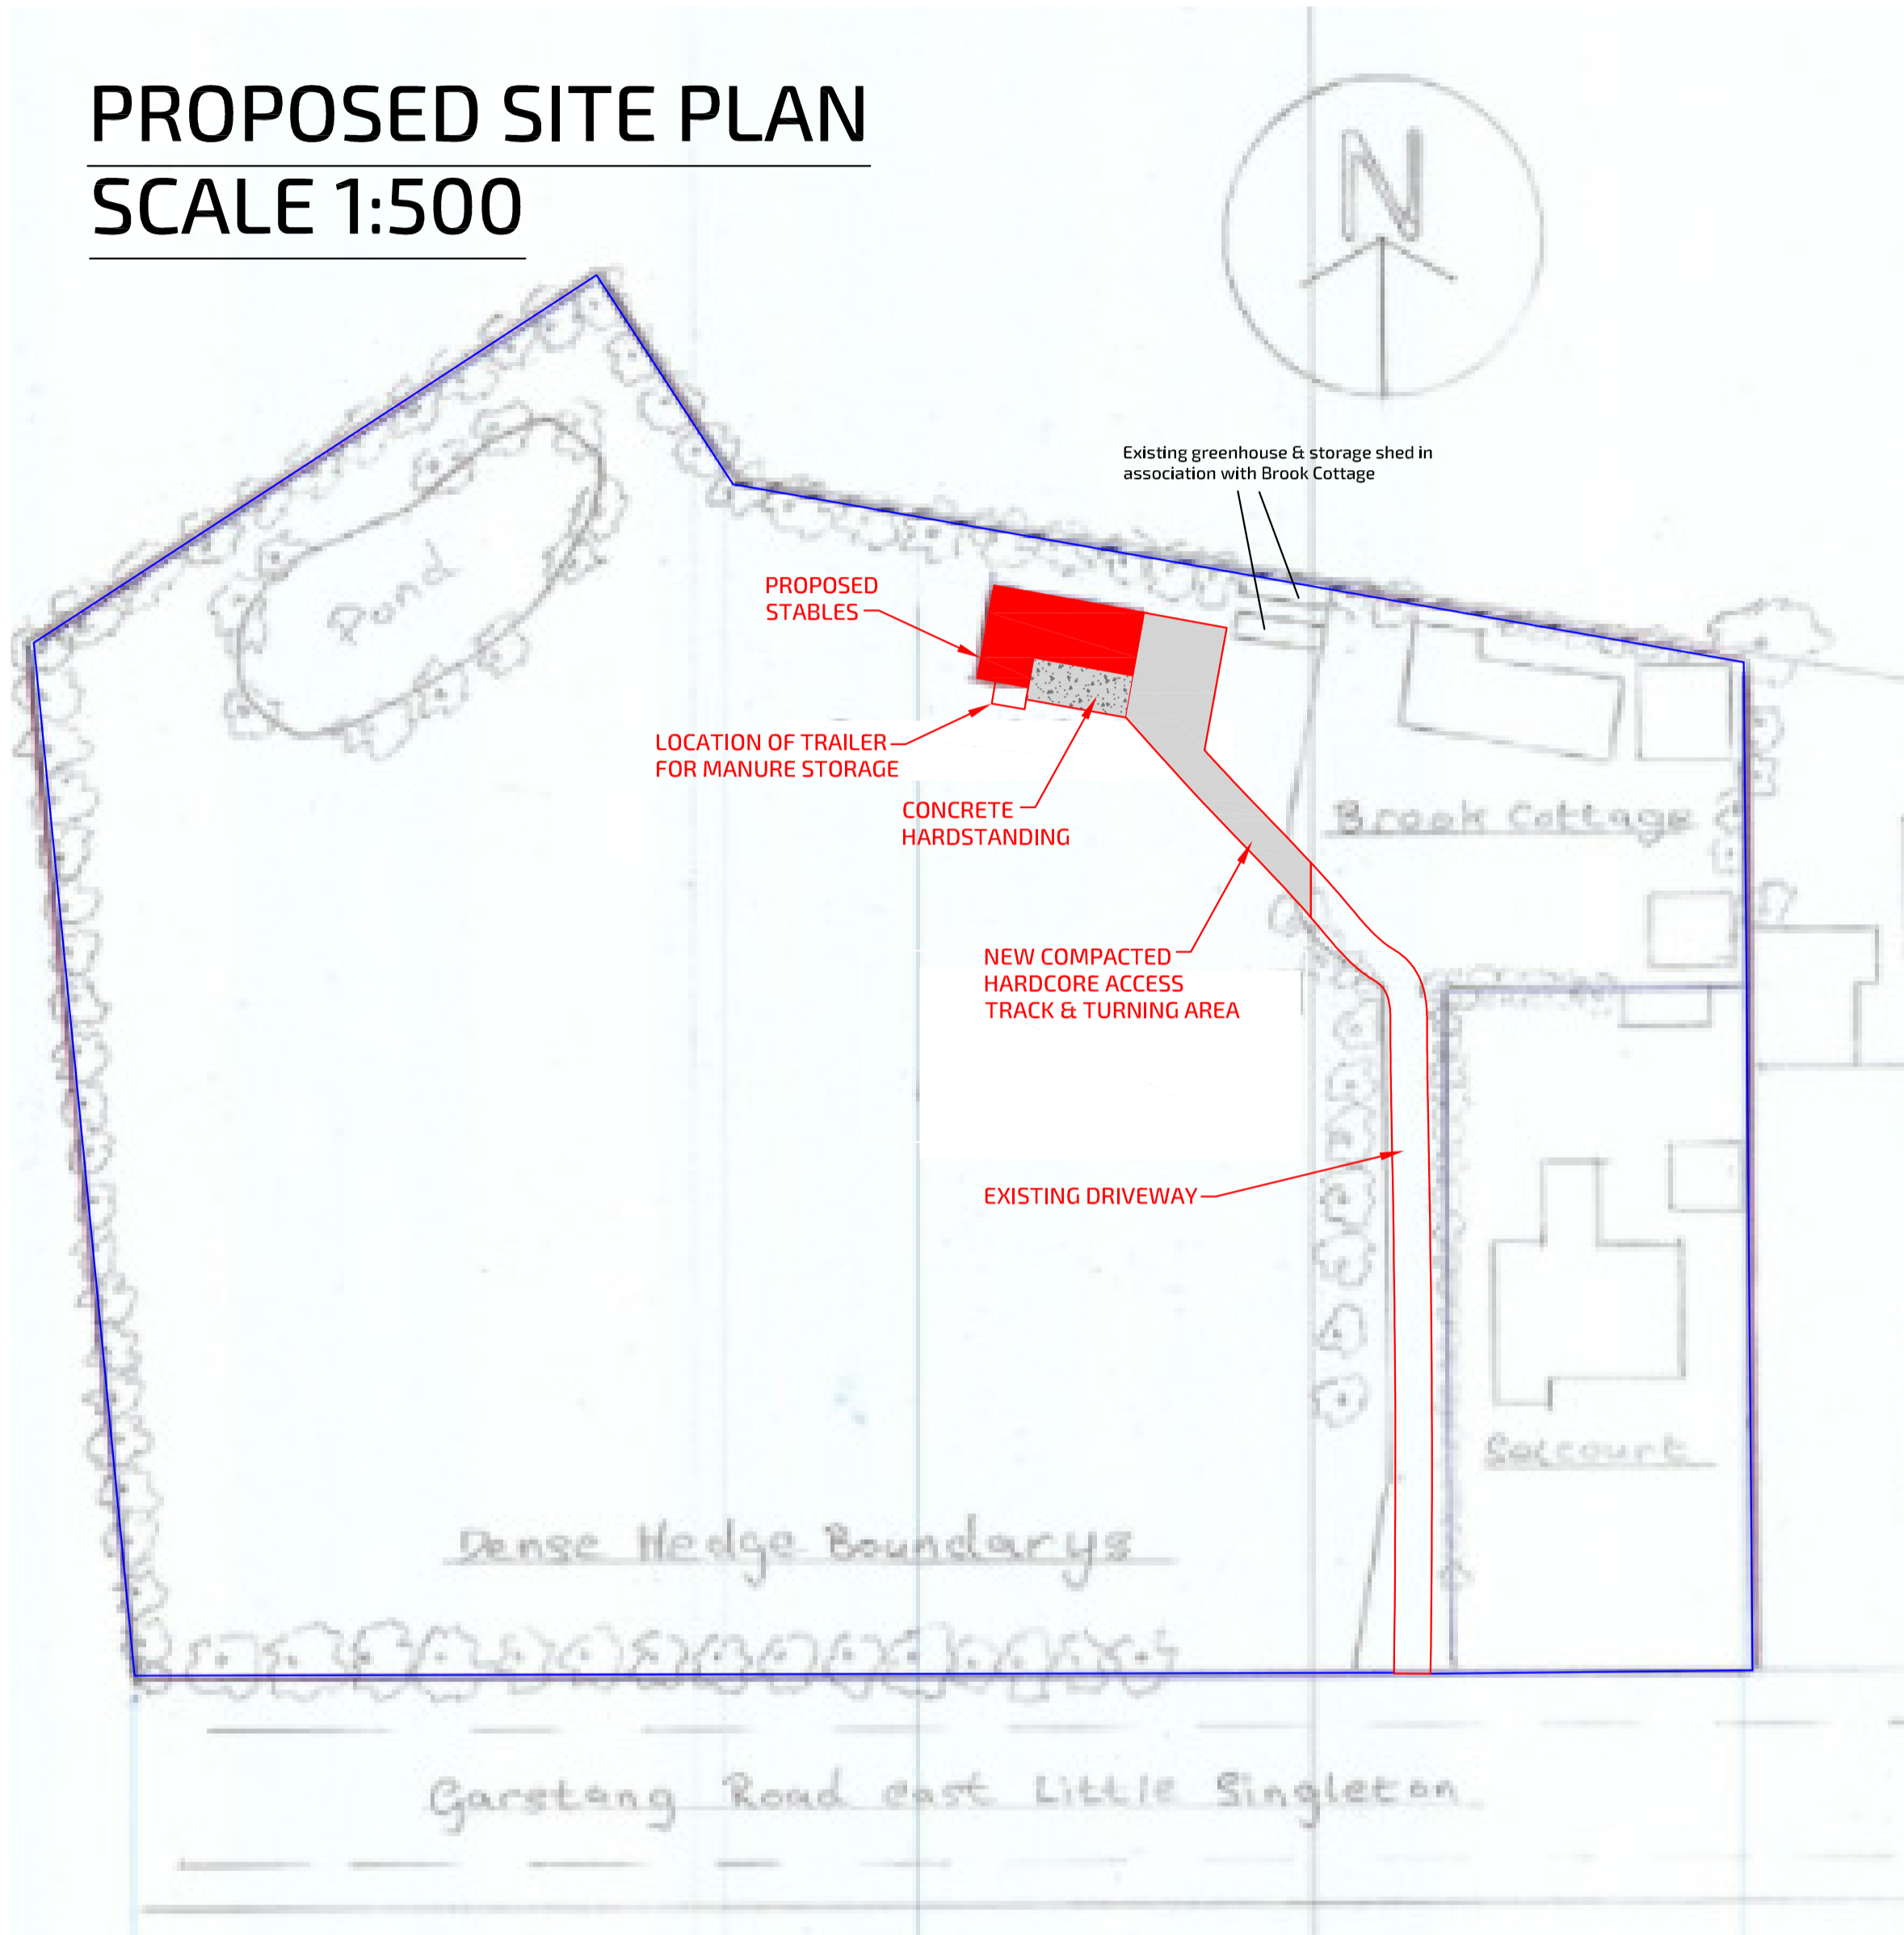 PROPOSED SITE PLAN
SCALE 1:500
N
Existing greenhouse & storage shed in
association with Brook Cottage
Pond
PROPOSED
STABLES
LOCATION OF TRAILER
FOR MANURE STORAGE
CONCRETE
HARDSTANDING
Brook Cottage
NEW COMPACTED
HARDCORE ACCESS
TRACK & TURNING AREA
EXISTING DRIVEWAY
Selcourt
Dense Hedge Boundarys
Garstang Road east Little Singleton